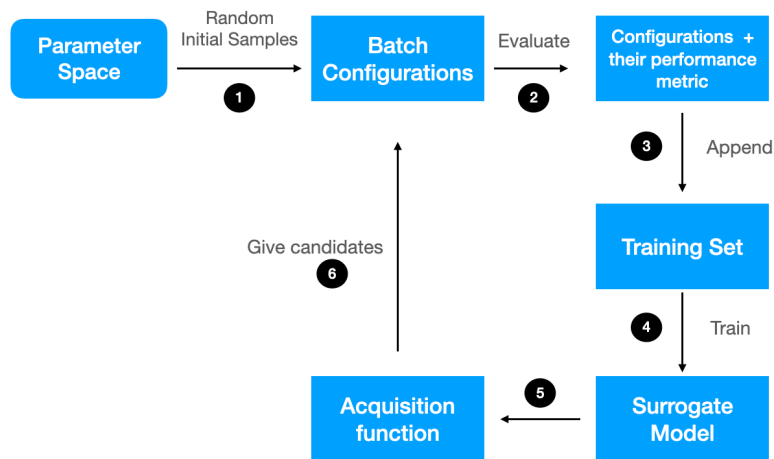 Random
Initial Samples
Parameter
Space
1
Batch
Configurations
Evaluate
2
Configurations +
their performance
metric
3
Append
Training Set
4
Train
Surrogate
Model
5
Acquisition
function
Give candidates
6